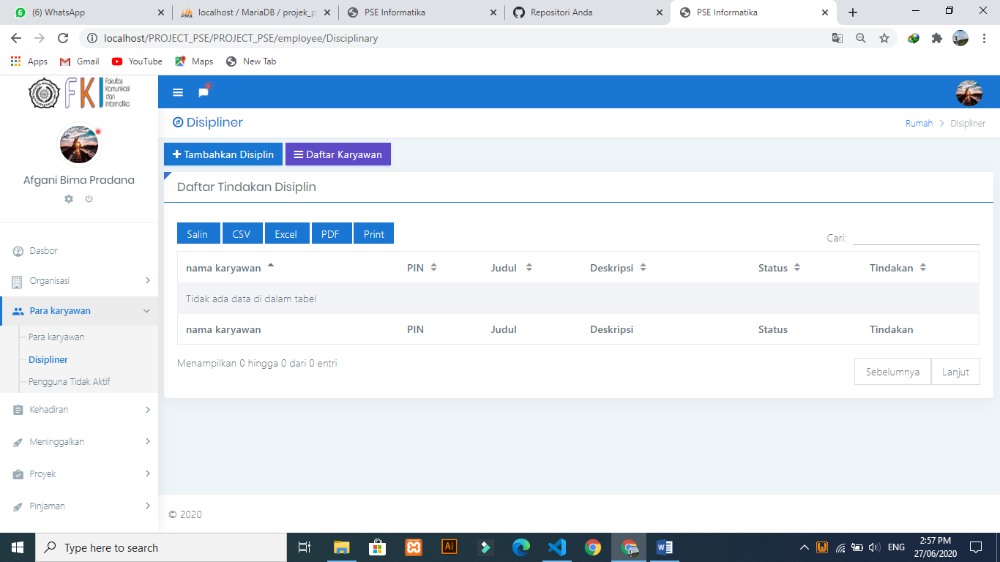 (6) WhatsApp
localhost / MariaDB / projek_p
PSE Informatika
Repositori Anda
PSE Informatika
localhost/PROJECT_PSE/PROJECT_PSE/employee/Disciplinary
Apps Gmail YouTube Maps New Tab
FKI Fakultas Komunikasi dan Informatika
Disipliner
Rumah > Disipliner
Afgani Bima Pradana
Dasbor
Organisasi
Para karyawan
Para karyawan
Disipliner
Pengguna Tidak Aktif
Kehadiran
Meninggalkan
Proyek
Pinjaman
Tambahkan Disiplin Daftar Karyawan
Daftar Tindakan Disiplin
Salin CSV Excel PDF Print
Cari:
nama karyawan PIN Judul Deskripsi Status Tindakan
Tidak ada data di dalam tabel
nama karyawan PIN Judul Deskripsi Status Tindakan
Menampilkan 0 hingga 0 dari 0 entri
Sebelumnya Lanjut
© 2020
Type here to search
Ai
ENG
2:57 PM
27/06/2020